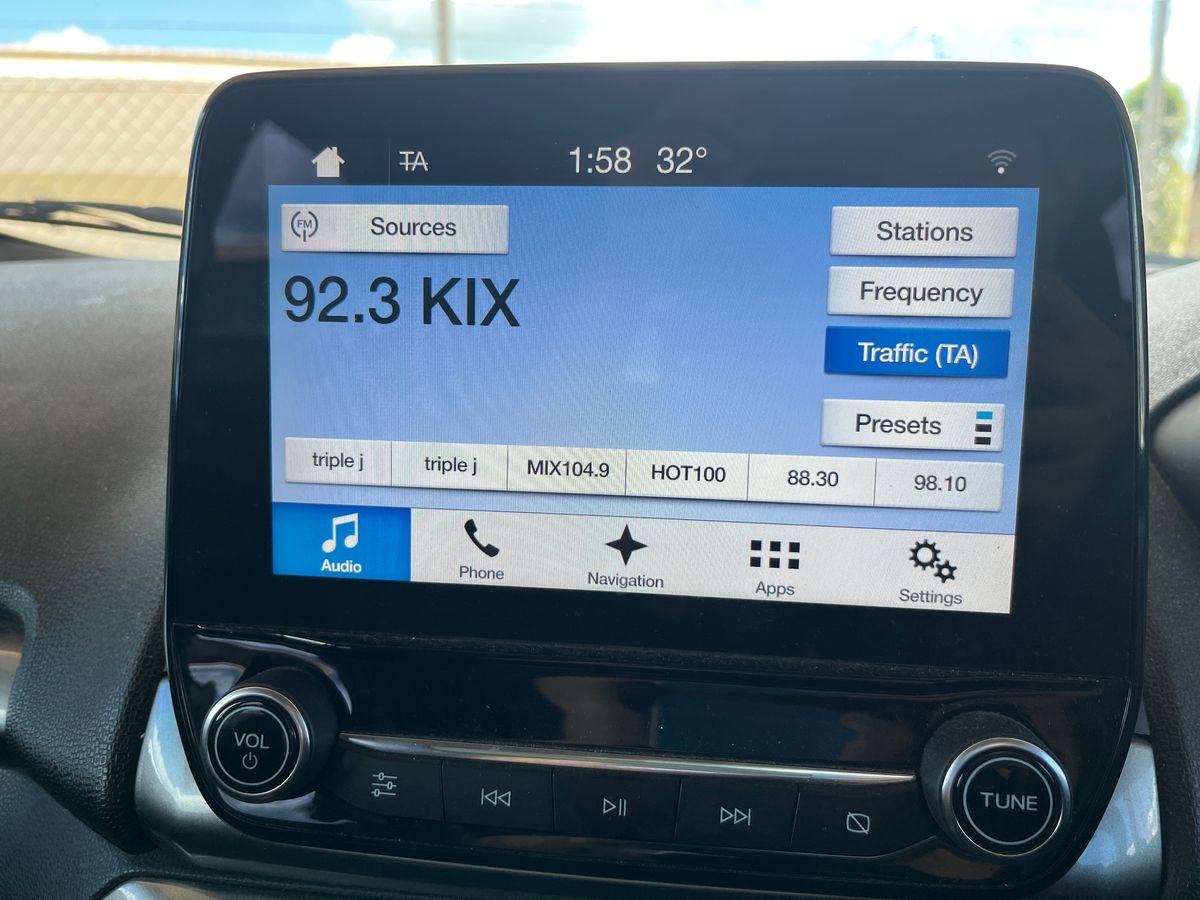 TA 1:58 32°
FM Sources
Stations
92.3 KIX
Frequency
Traffic (TA)
Presets
triple j triple j MIX104.9 HOT100 88.30 98.10
Audio Phone Navigation Apps Settings
VOL
TUNE